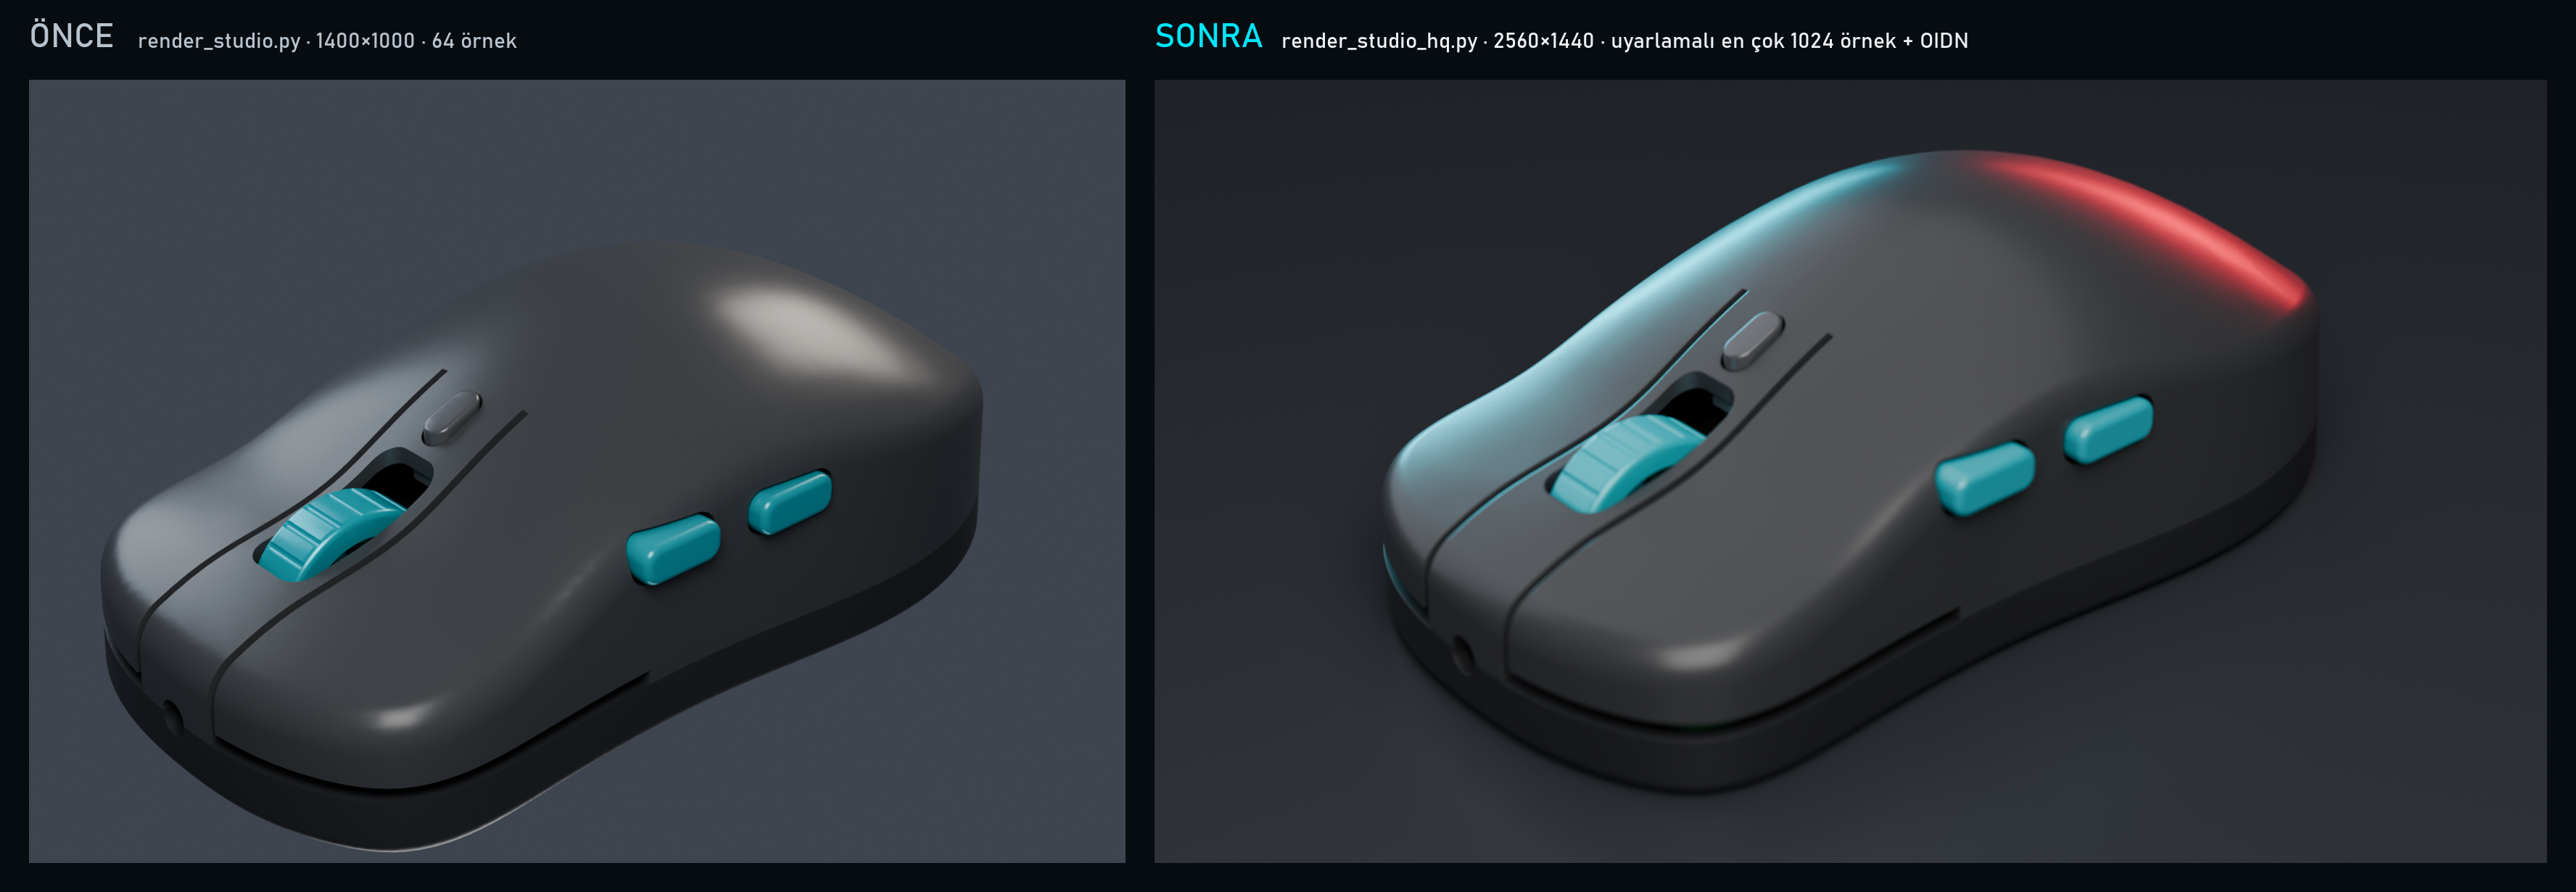 ÖNCE render_studio.py · 1400×1000 · 64 örnek
SONRA render_studio_hq.py · 2560×1440 · uyarlamalı en çok 1024 örnek + OIDN